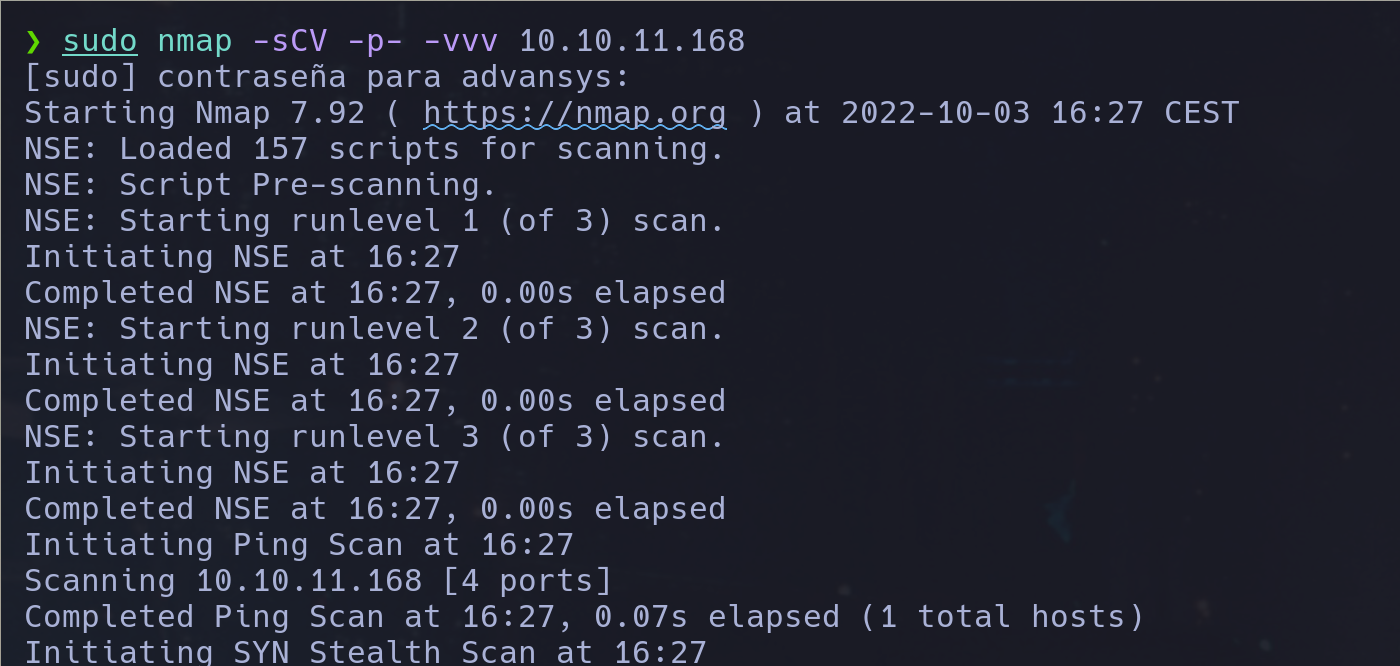 ❯ sudo nmap -sCV -p- -vvv 10.10.11.168
[sudo] contraseña para advansys:
Starting Nmap 7.92 ( https://nmap.org ) at 2022-10-03 16:27 CEST
NSE: Loaded 157 scripts for scanning.
NSE: Script Pre-scanning.
NSE: Starting runlevel 1 (of 3) scan.
Initiating NSE at 16:27
Completed NSE at 16:27, 0.00s elapsed
NSE: Starting runlevel 2 (of 3) scan.
Initiating NSE at 16:27
Completed NSE at 16:27, 0.00s elapsed
NSE: Starting runlevel 3 (of 3) scan.
Initiating NSE at 16:27
Completed NSE at 16:27, 0.00s elapsed
Initiating Ping Scan at 16:27
Scanning 10.10.11.168 [4 ports]
Completed Ping Scan at 16:27, 0.07s elapsed (1 total hosts)
Initiating SYN Stealth Scan at 16:27